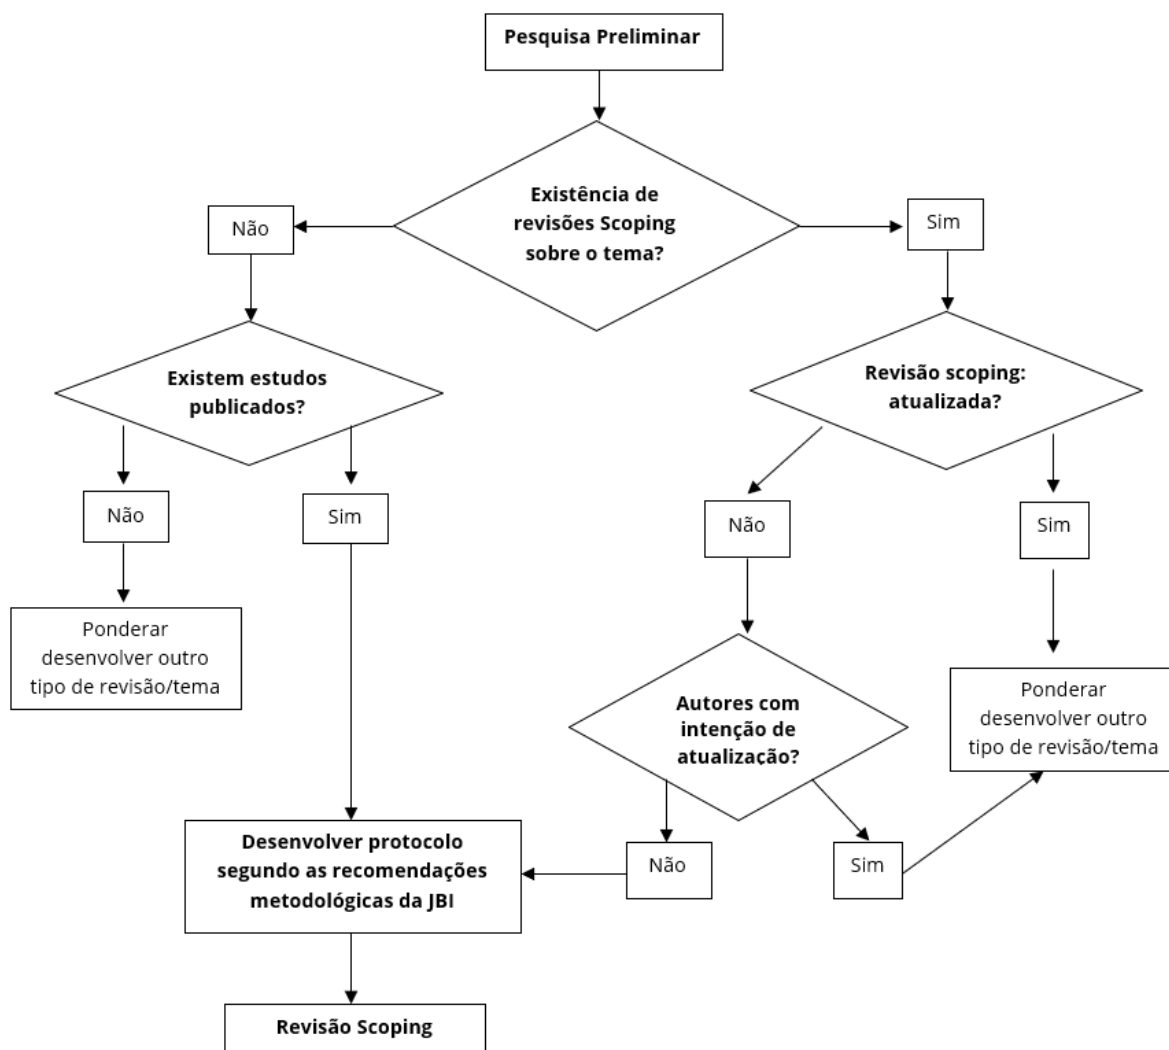 Pesquisa Preliminar
Existência de
revisões Scoping
sobre o tema?
Não
Sim
Existem estudos
publicados?
Revisão scoping:
atualizada?
Não
Sim
Não
Sim
Ponderar
desenvolver outro
tipo de revisão/tema
Autores com
intenção de
atualização?
Ponderar
desenvolver outro
tipo de revisão/tema
Desenvolver protocolo
segundo as recomendações
metodológicas da JBI
Não
Sim
Revisão Scoping